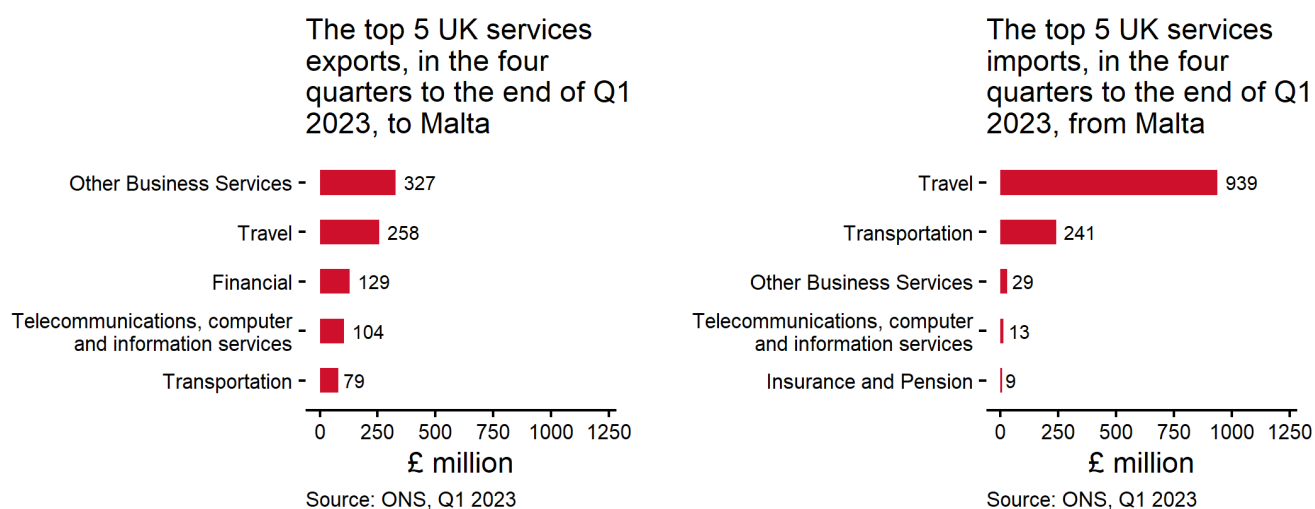 The top 5 UK services
exports, in the four
quarters to the end of Q1
2023, to Malta
Other Business Services
327
Travel
258
Financial
129
Telecommunications, computer
and information services
104
Transportation
79
0 250 500 750 1000 1250
£ million
Source: ONS, Q1 2023
The top 5 UK services
imports, in the four
quarters to the end of Q1
2023, from Malta
Travel
939
Transportation
241
Other Business Services
29
Telecommunications, computer
and information services
13
Insurance and Pension
9
0 250 500 750 1000 1250
£ million
Source: ONS, Q1 2023